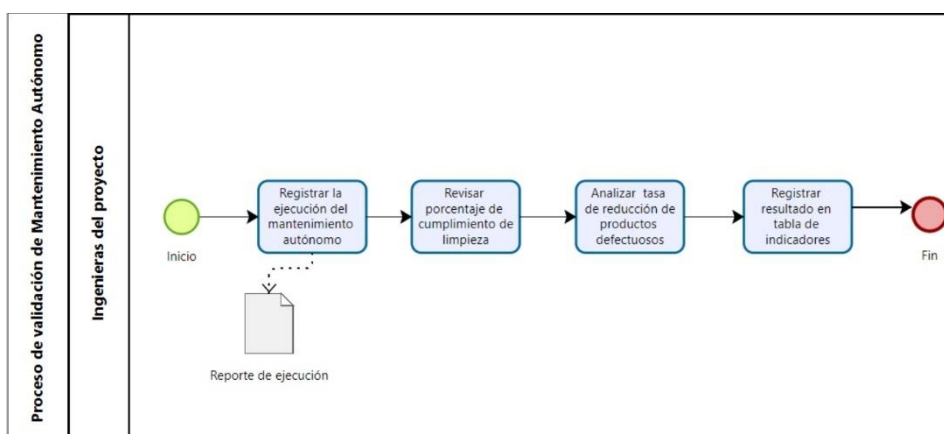 Proceso de validación de Mantenimiento Autónomo
Ingenieras del proyecto
Inicio
Registrar la
ejecución del
mantenimiento
autónomo
Reporte de ejecución
Revisar
porcentaje de
cumplimiento de
limpieza
Analizar tasa
de reducción de
productos
defectuosos
Registrar
resultado en
tabla de
indicadores
Fin